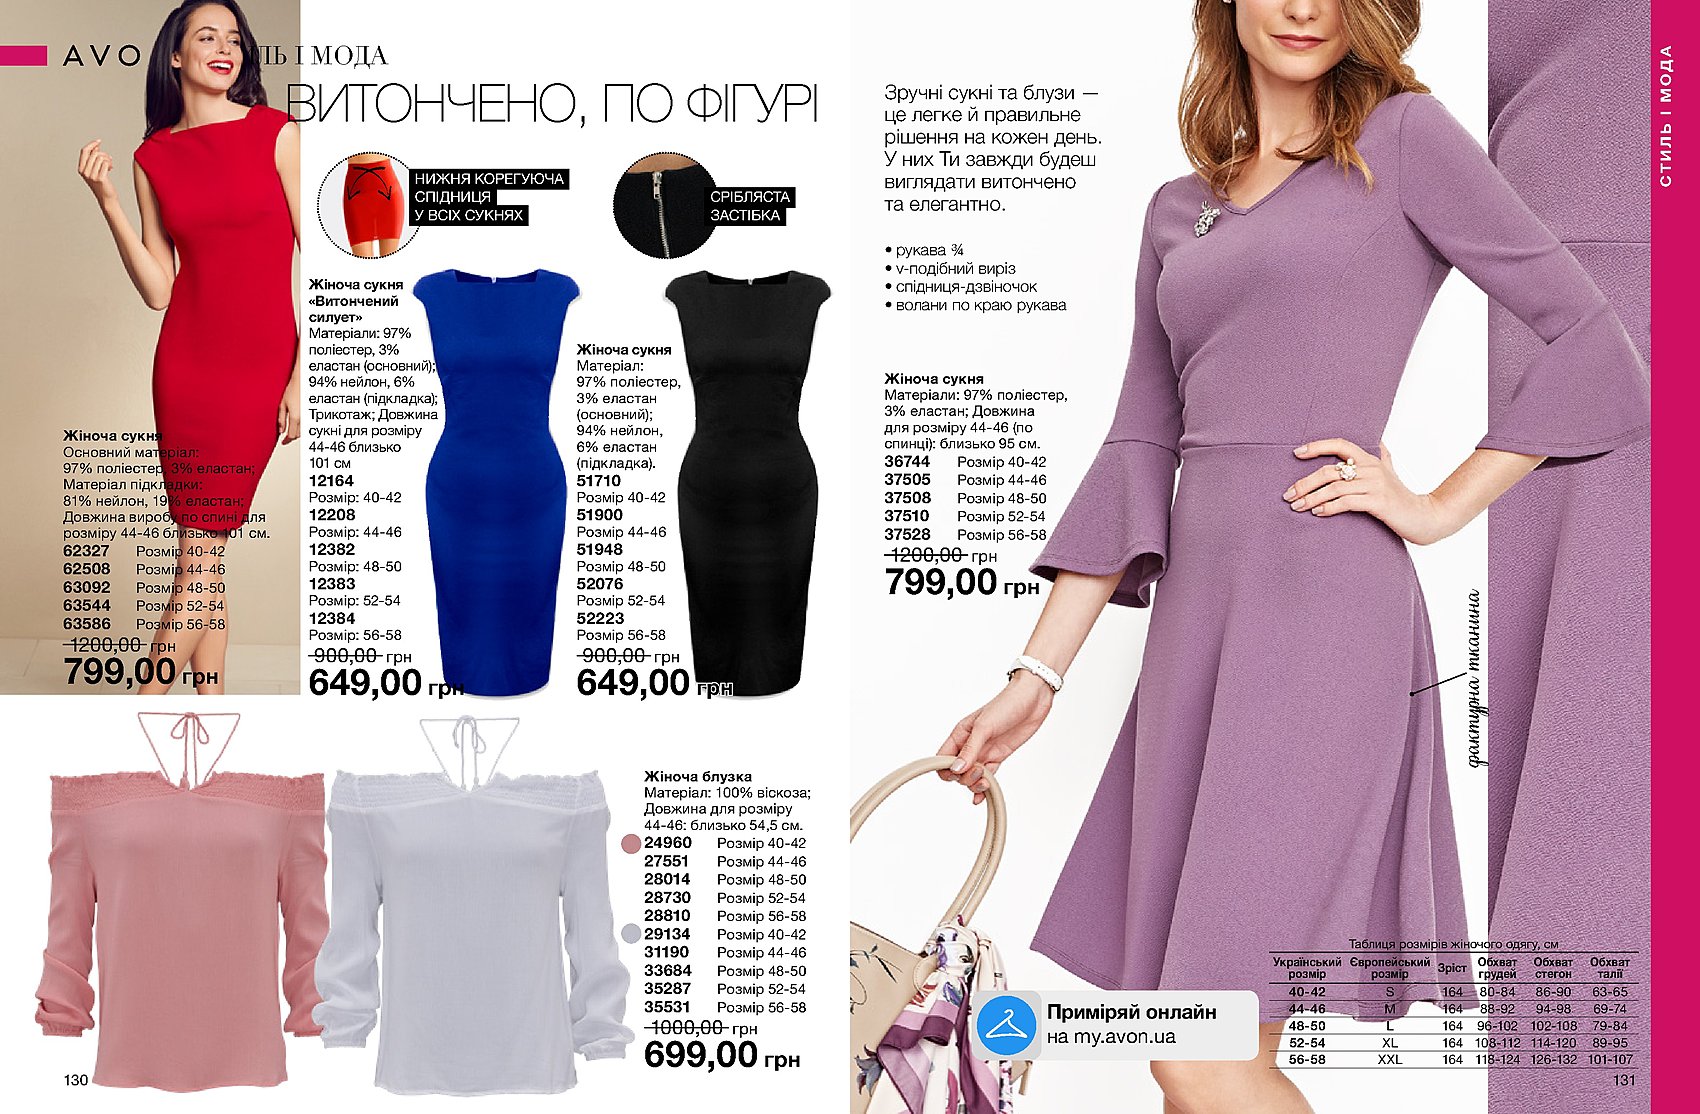 AVO
ЛЬ І МОДА
ВИТОНЧЕНО, ПО ФІГУРІ
НИЖНЯ КОРЕГУЮЧА
СПІДНИЦЯ
У ВСІХ СУКНЯХ
СРІБЛЯСТА
ЗАСТІБКА
Жіноча сукня
Основний матеріал:
97% поліестер, 3% еластан;
Матеріал підкладки:
81% нейлон, 19% еластан;
Довжина виробу по спині для
розміру 44-46 близько 101 см.
62327 Розмір 40-42
62508 Розмір 44-46
63092 Розмір 48-50
63544 Розмір 52-54
63586 Розмір 56-58
1200,00 грн
799,00 грн
Жіноча сукня
«Витончений
силует»
Матеріали: 97%
поліестер, 3%
еластан (основний);
94% нейлон, 6%
еластан (підкладка);
Трикотаж; Довжина
сукні для розміру
44-46 близько
101 см
12164
Розмір: 40-42
12208
Розмір: 44-46
12382
Розмір: 48-50
12383
Розмір: 52-54
12384
Розмір: 56-58
900,00 грн
649,00 грн
Жіноча сукня
Матеріал:
97% поліестер,
3% еластан
(основний);
94% нейлон,
6% еластан
(підкладка).
51710
Розмір 40-42
51900
Розмір 44-46
51948
Розмір 48-50
52076
Розмір 52-54
52223
Розмір 56-58
900,00 грн
649,00 грн
Жіноча блузка
Матеріал: 100% віскоза;
Довжина для розміру
44-46: близько 54,5 см.
24960 Розмір 40-42
27551 Розмір 44-46
28014 Розмір 48-50
28730 Розмір 52-54
28810 Розмір 56-58
29134 Розмір 40-42
31190 Розмір 44-46
33684 Розмір 48-50
35287 Розмір 52-54
35531 Розмір 56-58
1000,00 грн
699,00 грн
130
Зручні сукні та блузи —
це легке й правильне
рішення на кожен день.
У них Ти завжди будеш
виглядати витончено
та елегантно.
• рукава ¾
• v-подібний виріз
• спідниця-дзвіночок
• волани по краю рукава
Жіноча сукня
Матеріали: 97% поліестер,
3% еластан; Довжина
для розміру 44-46 (по
спинці): близько 95 см.
36744 Розмір 40-42
37505 Розмір 44-46
37508 Розмір 48-50
37510 Розмір 52-54
37528 Розмір 56-58
1200,00 грн
799,00 грн
фактурна тканина
СТИЛЬ І МОДА
Приміряй онлайн
на my.avon.ua
Таблиця розмірів жіночого одягу, см
Український розмір Європейський розмір Зріст Обхват грудей Обхват стегон Обхват талії
40-42 S 164 80-84 86-90 63-65
44-46 M 164 88-92 94-98 69-74
48-50 L 164 96-102 102-108 79-84
52-54 XL 164 108-112 114-120 89-95
56-58 XXL 164 118-124 126-132 101-107
131